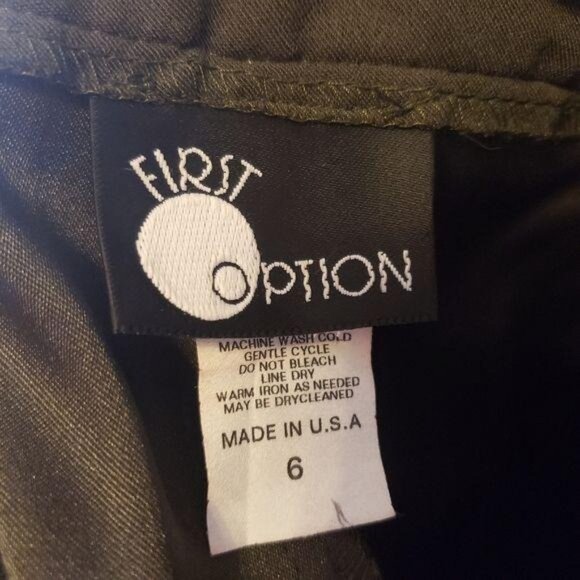 FIRST
OPTION
MACHINE WASH COLD
GENTLE CYCLE
DO NOT BLEACH
LINE DRY
WARM IRON AS NEEDED
MAY BE DRYCLEANED
MADE IN U.S.A
6